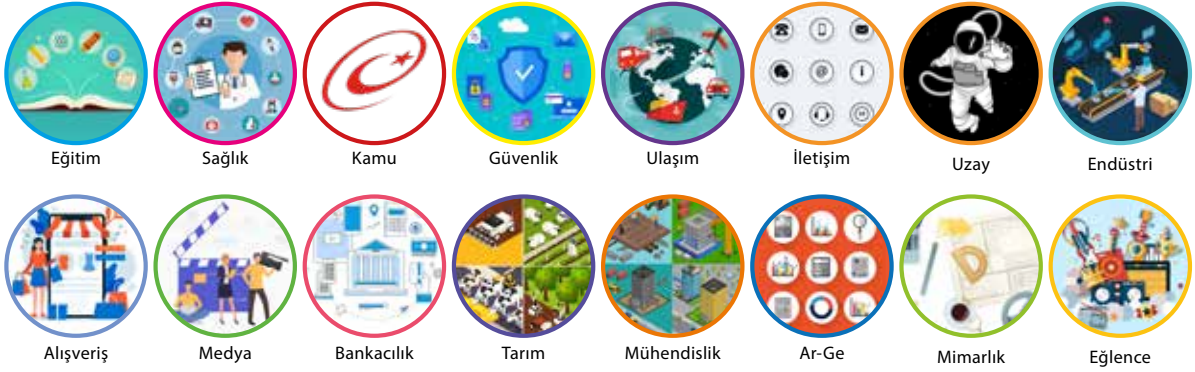 Eğitim
Sağlık
Kamu
Güvenlik
Ulaşım
İletişim
Uzay
Endüstri
Alışveriş
Medya
Bankacılık
Tarım
Mühendislik
Ar-Ge
Mimarlık
Eğlence